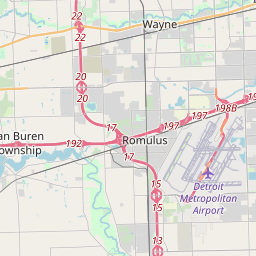 22
Wayne
22
20
20
198B
197
17
197
an Buren
ownship
192
Romulus
17
15
15
Detroit
Metropolitan
Airport
13